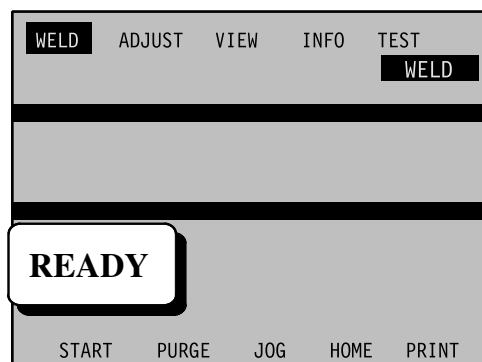 WELD ADJUST VIEW INFO TEST
WELD
READY
START PURGE JOG HOME PRINT